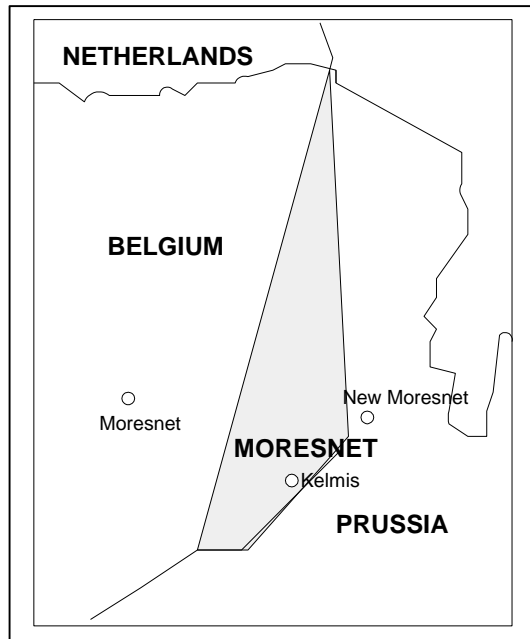 NETHERLANDS
BELGIUM
New Moresnet
Moresnet
MORESNET
Kelmis
PRUSSIA